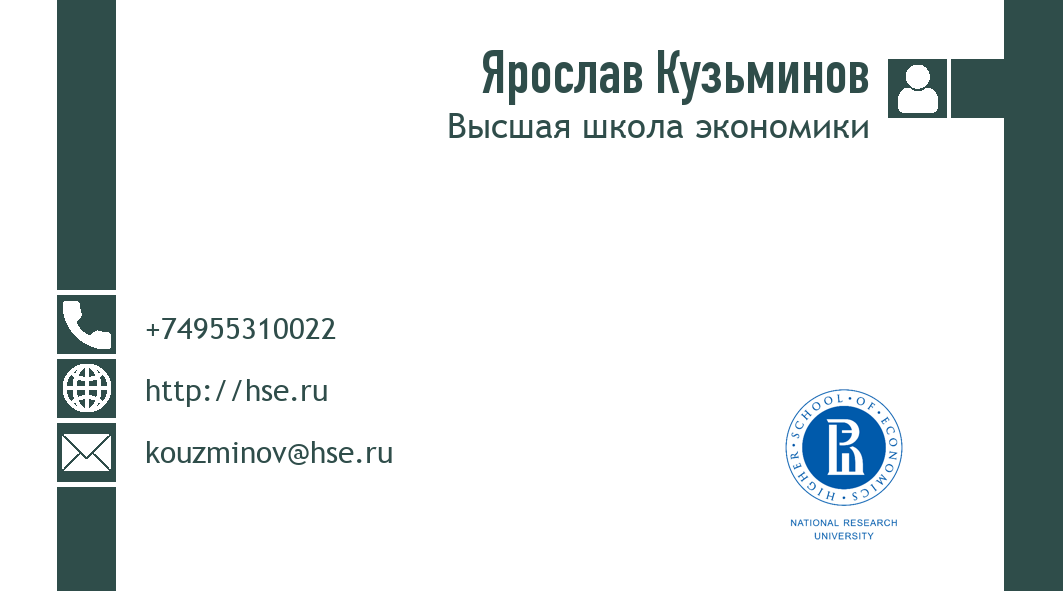 Ярослав Кузьминов
Высшая школа экономики
+74955310022
http://hse.ru
kouzminov@hse.ru
HIGHER • SCHOOL • OF • ECONOMICS •
NATIONAL RESEARCH
UNIVERSITY